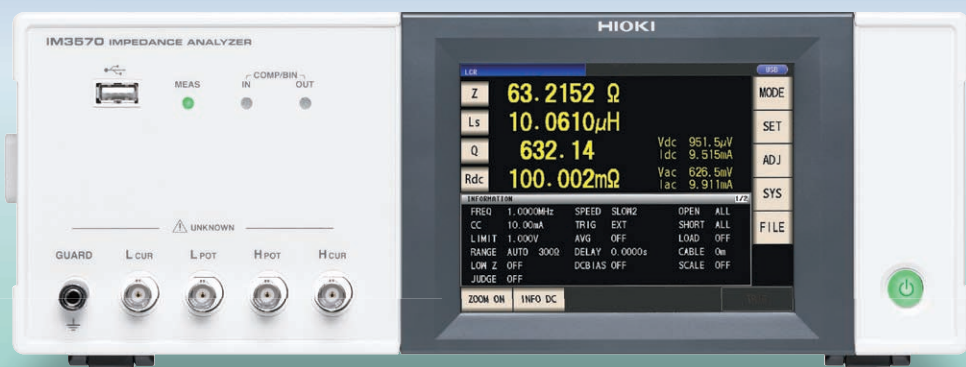 HIOKI
IM3570 IMPEDANCE ANALYZER
MEAS
COMP/BIN
IN OUT
UNKNOWN
GUARD L CUR L POT H POT H CUR
LCR USB
Z 63.2152 Ω
Ls 10.0610μH
Q 632.14
Rdc 100.002mΩ
Vdc 951.5μV
Idc 9.515mA
Vac 626.5mV
Iac 9.911mA
MODE
SET
ADJ
SYS
FILE
INFORMATION 1/2
FREQ 1.0000MHz SPEED SLOW2 OPEN ALL
CC 10.00mA TRIG EXT SHORT ALL
LIMIT 1.000V AVG OFF LOAD OFF
RANGE AUTO 300Ω DELAY 0.0000s CABLE 0m
LOW Z OFF DCBIAS OFF SCALE OFF
JUDGE OFF
ZOOM ON INFO DC